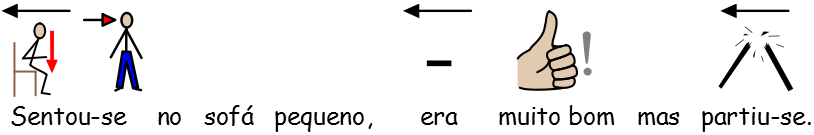 Sentou-se no sofá pequeno, era muito bom mas partiu-se.